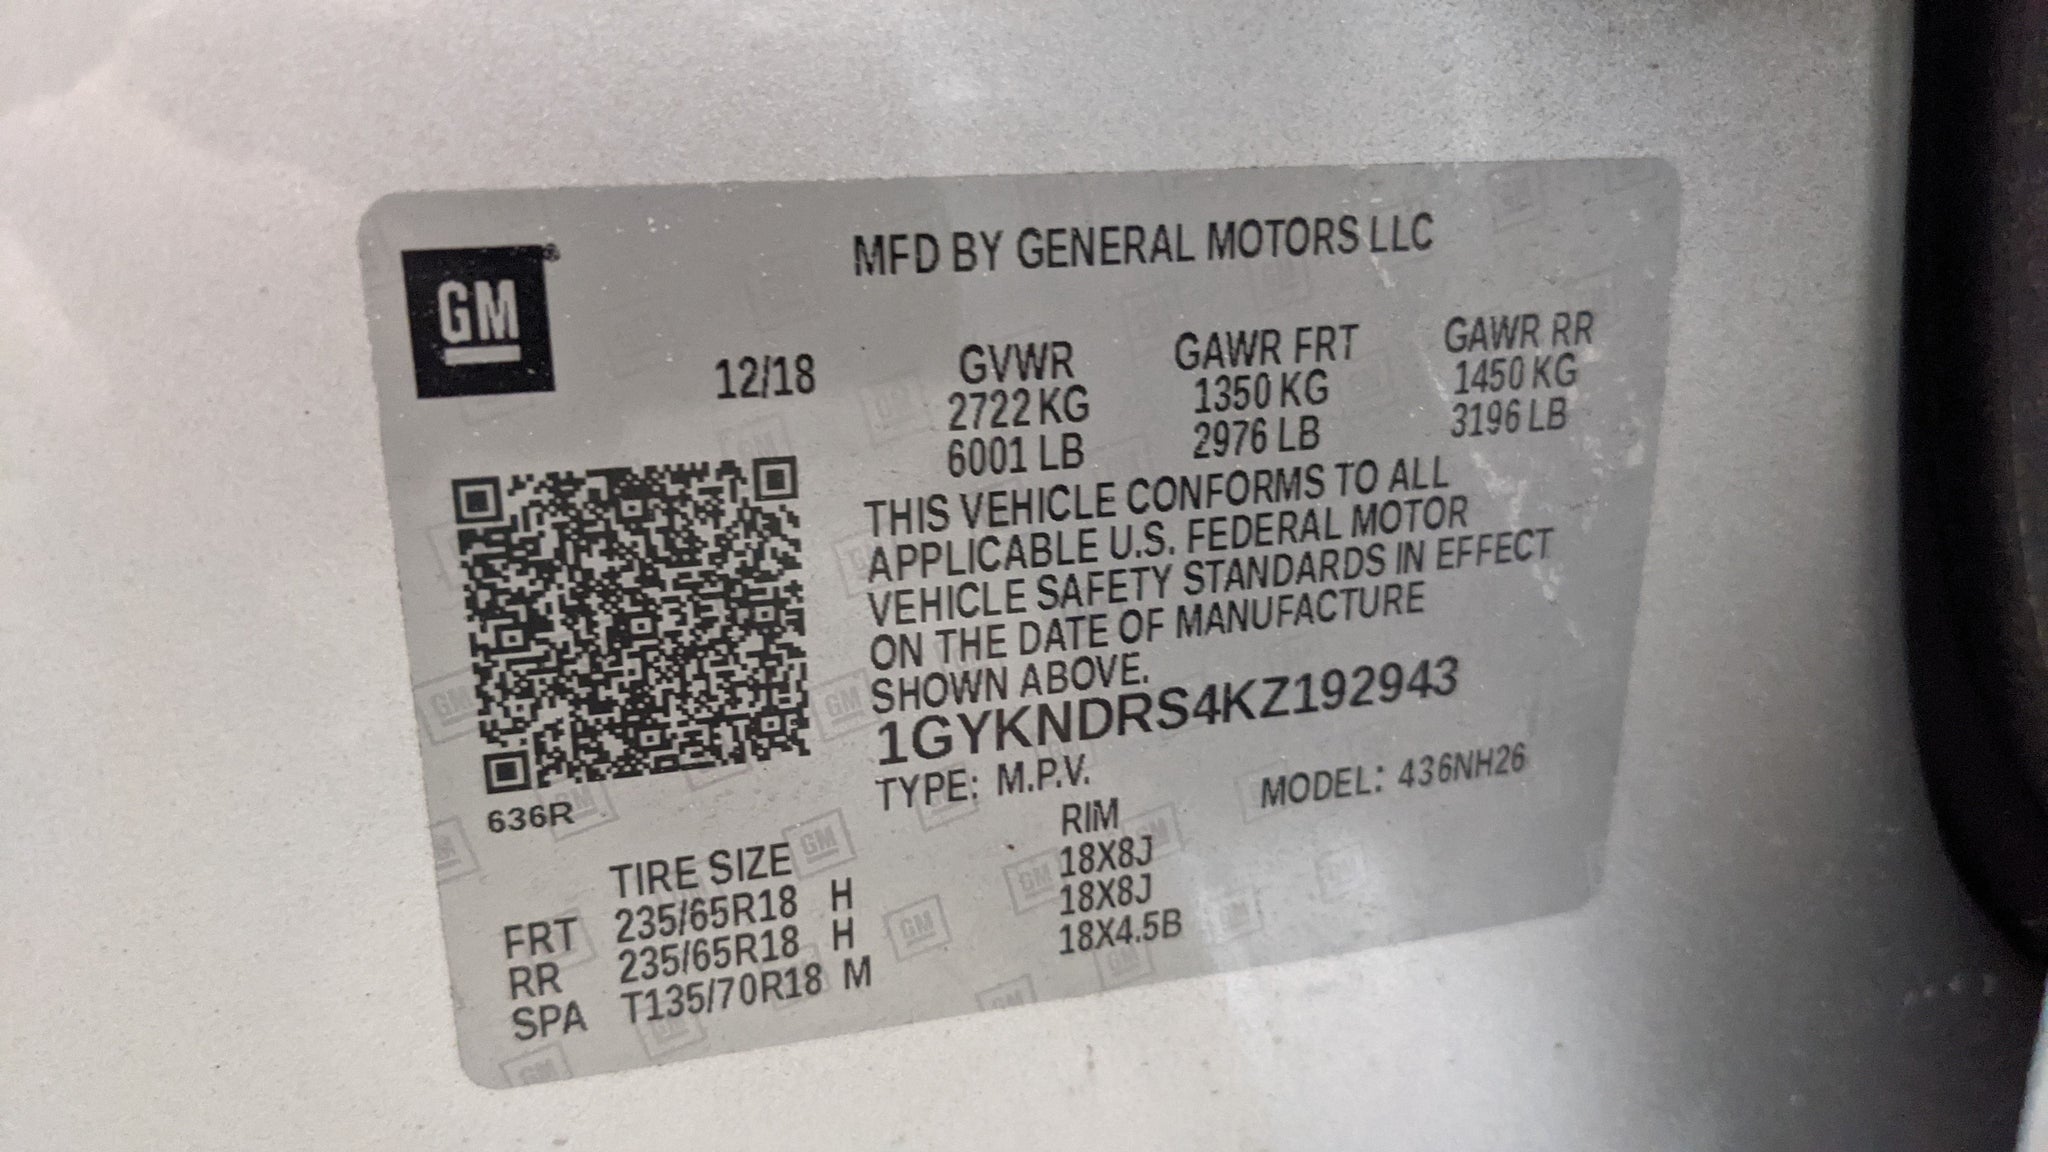 MFD BY GENERAL MOTORS LLC
GM
12/18
GVWR GAWR FRT GAWR RR
2722 KG 1350 KG 1450 KG
6001 LB 2976 LB 3196 LB
THIS VEHICLE CONFORMS TO ALL
APPLICABLE U.S. FEDERAL MOTOR
VEHICLE SAFETY STANDARDS IN EFFECT
ON THE DATE OF MANUFACTURE
SHOWN ABOVE.
1GYKNDRS4KZ192943
TYPE: M.P.V. MODEL: 436NH26
636R
TIRE SIZE RIM
FRT 235/65R18 H 18X8J
RR 235/65R18 H 18X8J
SPA T135/70R18 M 18X4.5B